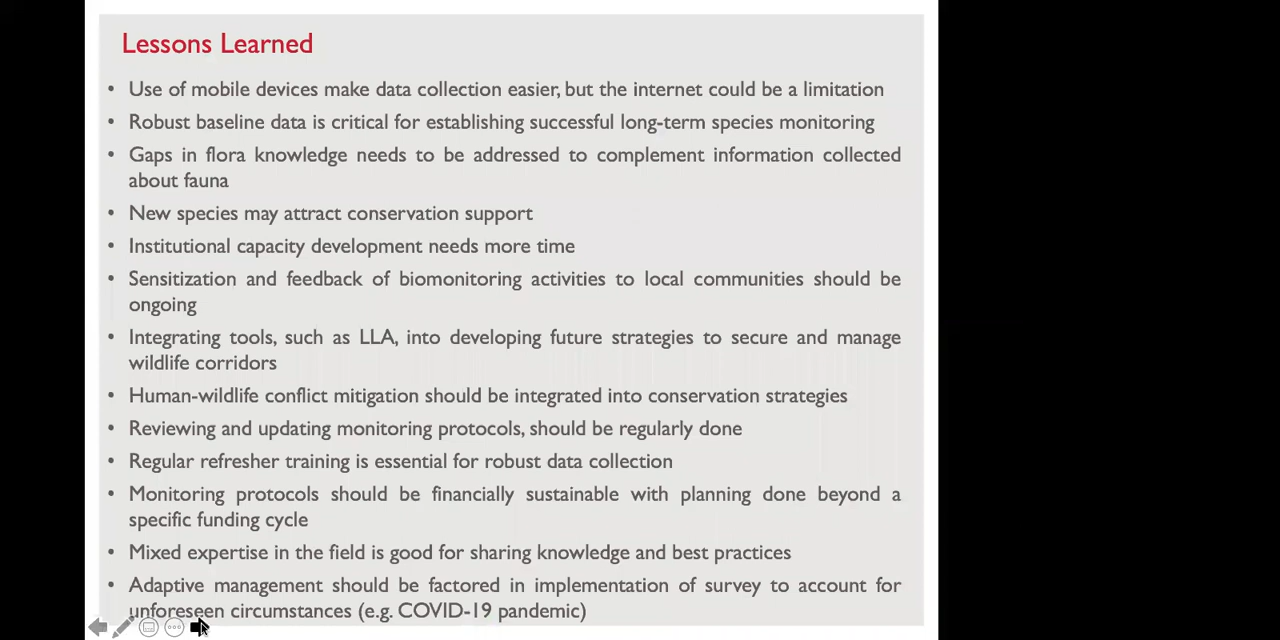 Lessons Learned
• Use of mobile devices make data collection easier, but the internet could be a limitation
• Robust baseline data is critical for establishing successful long-term species monitoring
• Gaps in flora knowledge needs to be addressed to complement information collected
about fauna
• New species may attract conservation support
• Institutional capacity development needs more time
• Sensitization and feedback of biomonitoring activities to local communities should be
ongoing
• Integrating tools, such as LLA, into developing future strategies to secure and manage
wildlife corridors
• Human-wildlife conflict mitigation should be integrated into conservation strategies
• Reviewing and updating monitoring protocols, should be regularly done
• Regular refresher training is essential for robust data collection
• Monitoring protocols should be financially sustainable with planning done beyond a
specific funding cycle
• Mixed expertise in the field is good for sharing knowledge and best practices
• Adaptive management should be factored in implementation of survey to account for
unforeseen circumstances (e.g. COVID-19 pandemic)